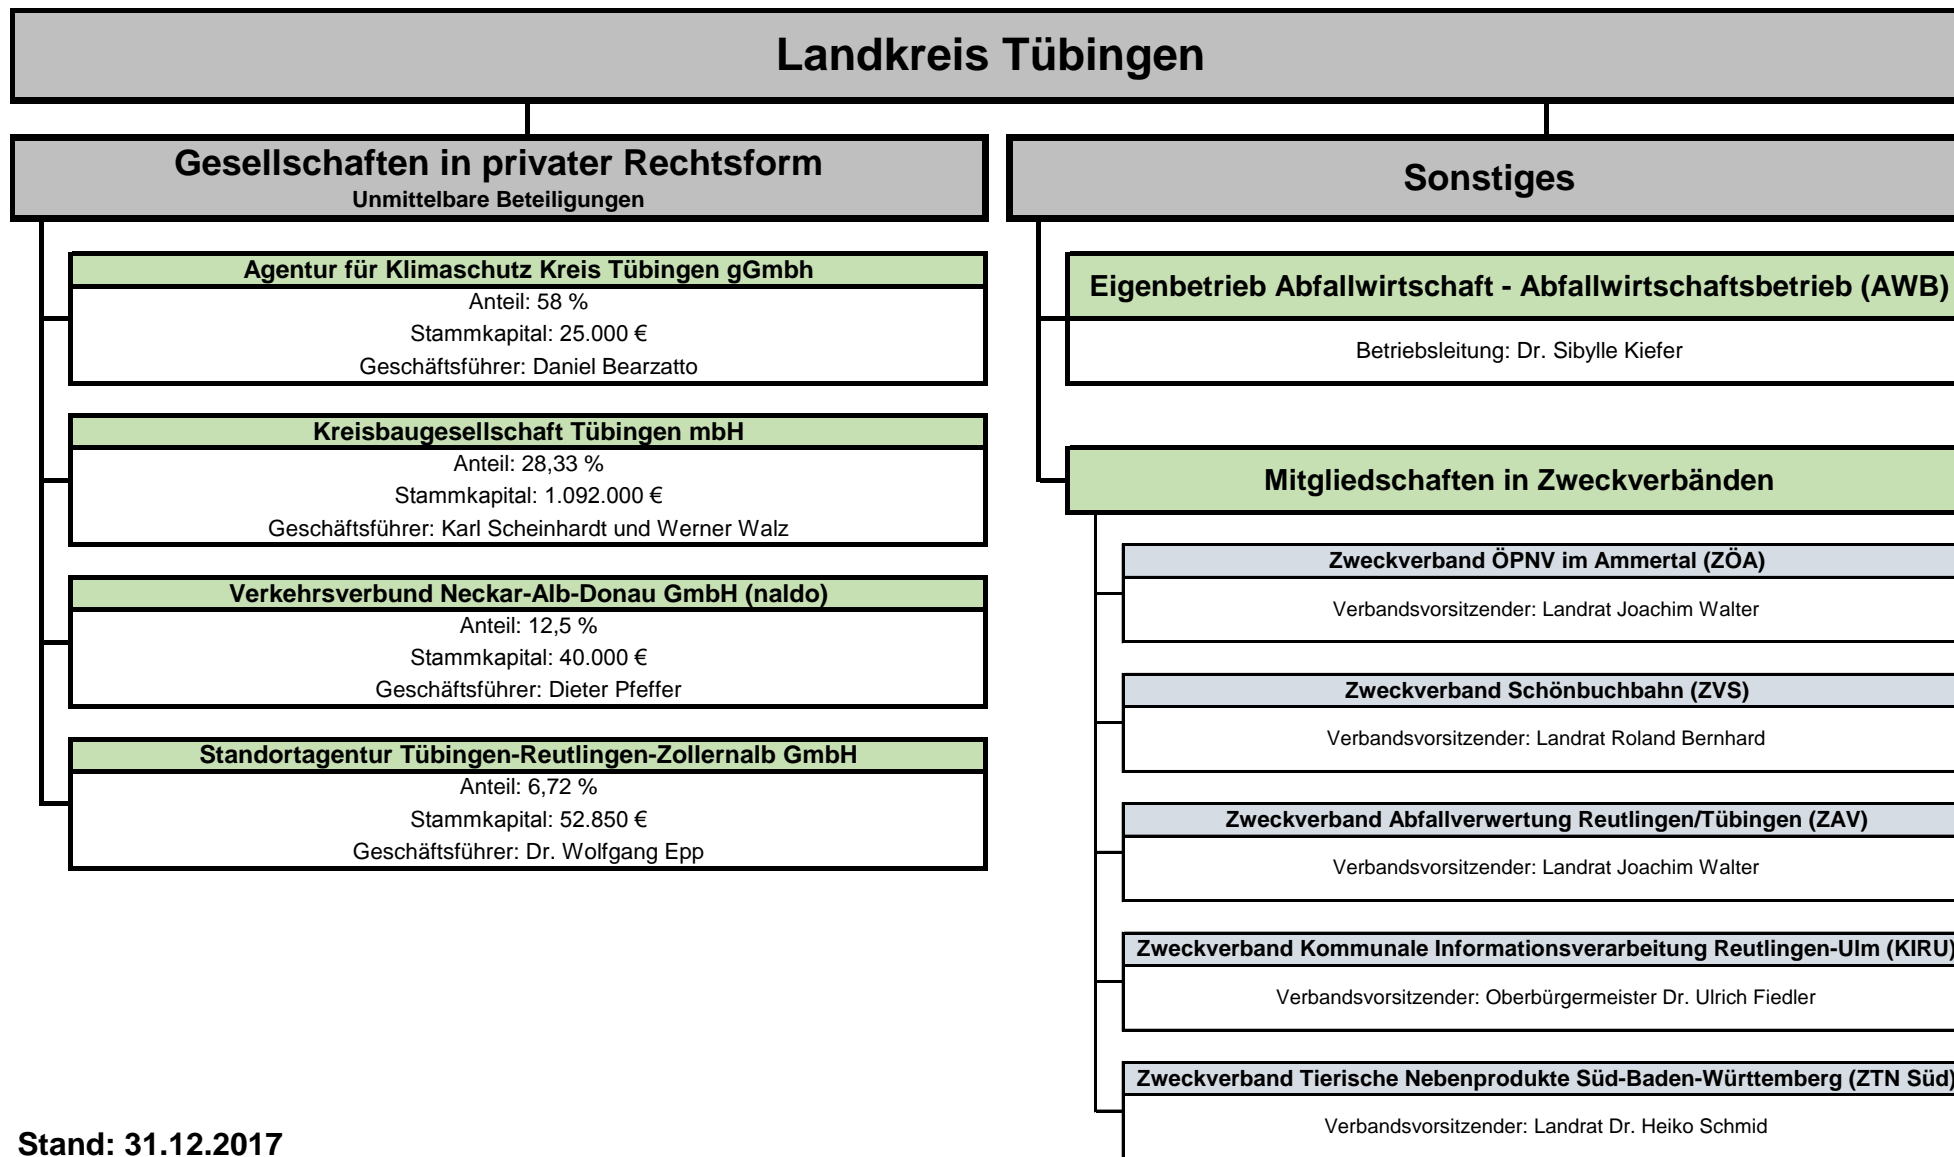 Landkreis Tübingen
Gesellschaften in privater Rechtsform
Unmittelbare Beteiligungen
Agentur für Klimaschutz Kreis Tübingen gGmbh
Anteil: 58 %
Stammkapital: 25.000 €
Geschäftsführer: Daniel Bearzatto
Kreisbaugesellschaft Tübingen mbH
Anteil: 28,33 %
Stammkapital: 1.092.000 €
Geschäftsführer: Karl Scheinhardt und Werner Walz
Verkehrsverbund Neckar-Alb-Donau GmbH (naldo)
Anteil: 12,5 %
Stammkapital: 40.000 €
Geschäftsführer: Dieter Pfeffer
Standortagentur Tübingen-Reutlingen-Zollernalb GmbH
Anteil: 6,72 %
Stammkapital: 52.850 €
Geschäftsführer: Dr. Wolfgang Epp
Sonstiges
Eigenbetrieb Abfallwirtschaft - Abfallwirtschaftsbetrieb (AWB)
Betriebsleitung: Dr. Sibylle Kiefer
Mitgliedschaften in Zweckverbänden
Zweckverband ÖPNV im Ammertal (ZÖA)
Verbandsvorsitzender: Landrat Joachim Walter
Zweckverband Schönbuchbahn (ZVS)
Verbandsvorsitzender: Landrat Roland Bernhard
Zweckverband Abfallverwertung Reutlingen/Tübingen (ZAV)
Verbandsvorsitzender: Landrat Joachim Walter
Zweckverband Kommunale Informationsverarbeitung Reutlingen-Ulm (KIRU)
Verbandsvorsitzender: Oberbürgermeister Dr. Ulrich Fiedler
Zweckverband Tierische Nebenprodukte Süd-Baden-Württemberg (ZTN Süd)
Verbandsvorsitzender: Landrat Dr. Heiko Schmid
Stand: 31.12.2017